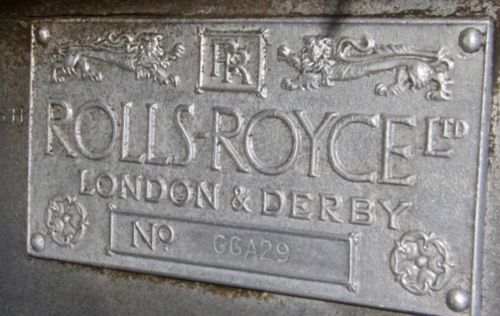 RR
ROLLS-ROYCE LTD
LONDON & DERBY
No GGA29